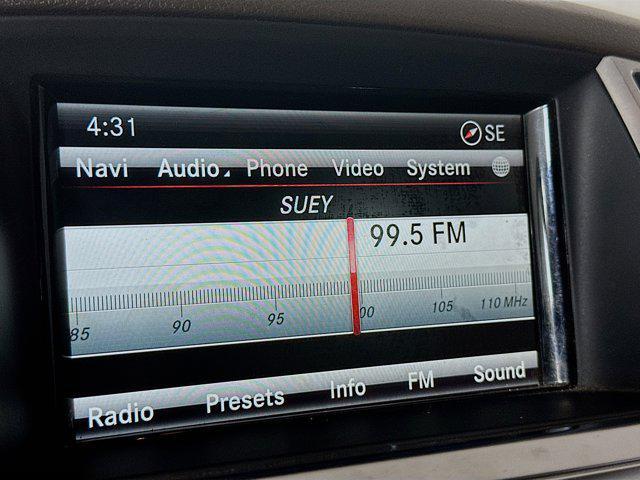 4:31 SE
Navi Audio Phone Video System
SUEY
99.5 FM
85 90 95 00 105 110 MHz
Radio Presets Info FM Sound